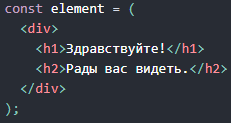 const element = (
  <div>
    <h1>Здравствуйте!</h1>
    <h2>Рады вас видеть.</h2>
  </div>
);